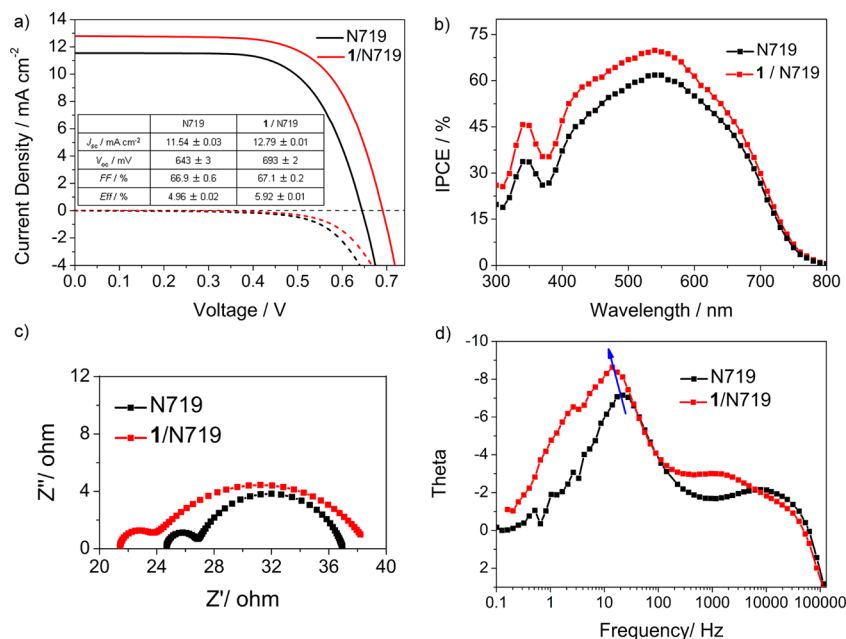 a)
14
12
10
8
6
4
2
0
-2
-4
Current Density / mA cm⁻²
N719
1/N719
N719 1 / N719
Jsc / mA cm⁻² 11.54 ± 0.03 12.79 ± 0.01
Voc / mV 643 ± 3 693 ± 2
FF / % 66.9 ± 0.6 67.1 ± 0.2
Eff / % 4.96 ± 0.02 5.92 ± 0.01
0.0 0.1 0.2 0.3 0.4 0.5 0.6 0.7
Voltage / V
b)
75
60
45
30
15
0
IPCE / %
N719
1 / N719
300 400 500 600 700 800
Wavelength / nm
c)
12
8
4
0
Z''/ ohm
N719
1/N719
20 24 28 32 36 40
Z'/ ohm
d)
-10
-8
-6
-4
-2
0
2
Theta
N719
1/N719
0.1 1 10 100 1000 10000 100000
Frequency/ Hz